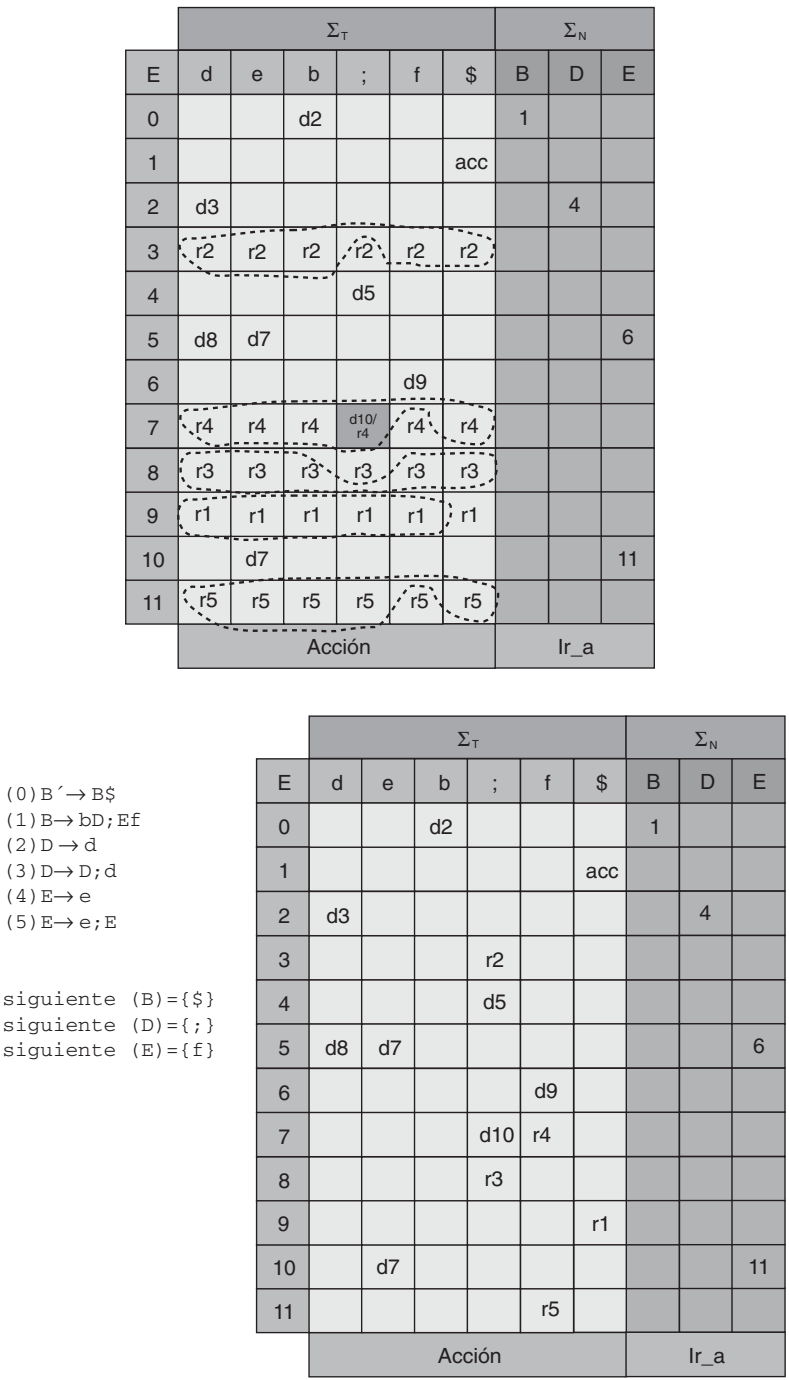 ΣT ΣN
E d e b ; f $ B D E
0 d2 1
1 acc
2 d3 4
3 r2 r2 r2 r2 r2 r2
4 d5
5 d8 d7 6
6 d9
7 r4 r4 r4 d10/r4 r4 r4
8 r3 r3 r3 r3 r3 r3
9 r1 r1 r1 r1 r1 r1
10 d7 11
11 r5 r5 r5 r5 r5 r5
Acción Ir_a
(0)B´→ B$
(1)B→ bD;Ef
(2)D → d
(3)D→ D;d
(4)E→ e
(5)E→ e;E
siguiente (B)={$}
siguiente (D)={;}
siguiente (E)={f}
ΣT ΣN
E d e b ; f $ B D E
0 d2 1
1 acc
2 d3 4
3 r2
4 d5
5 d8 d7 6
6 d9
7 d10 r4
8 r3
9 r1
10 d7 11
11 r5
Acción Ir_a